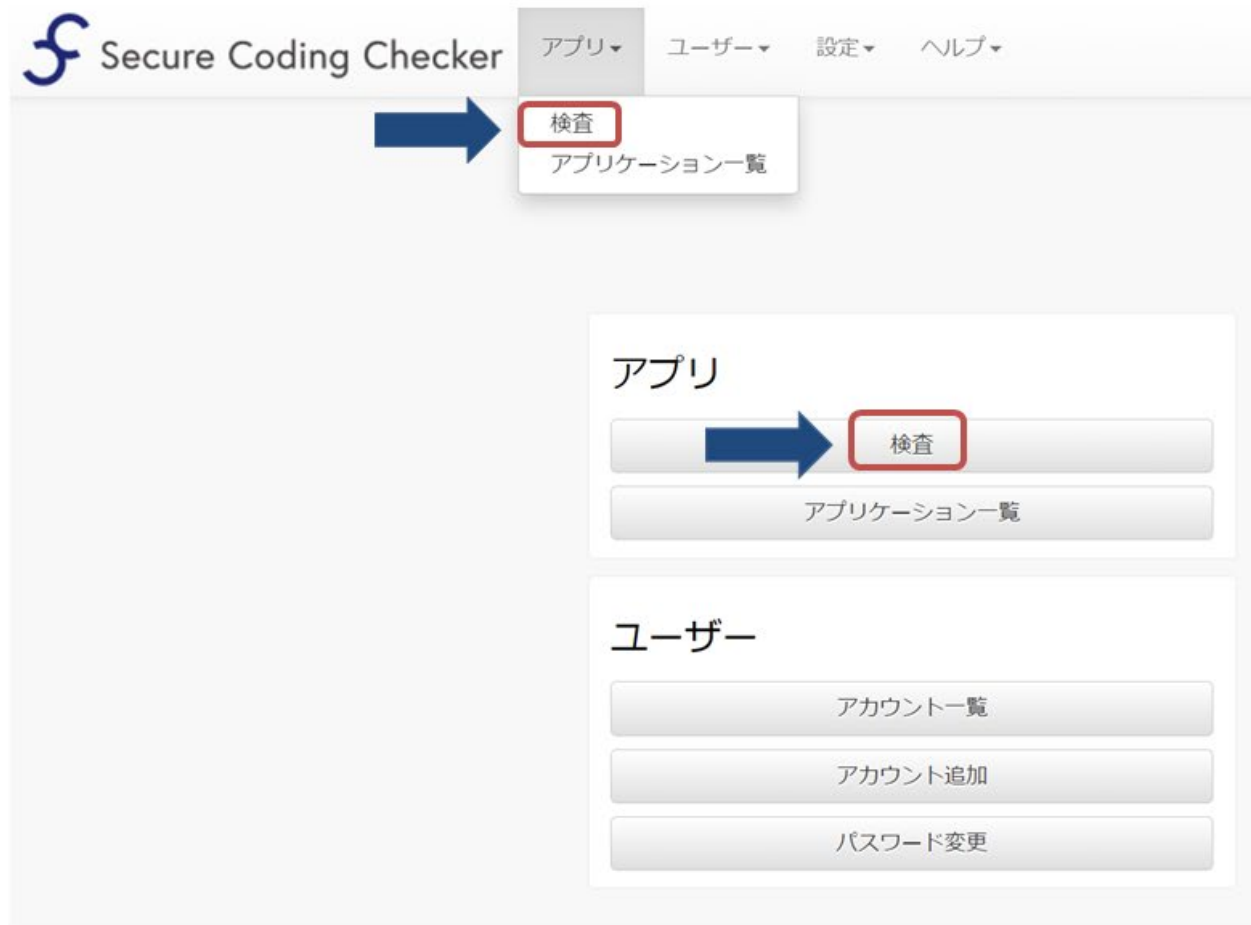 Secure Coding Checker アプリ ユーザー 設定 ヘルプ
検査
アプリケーション一覧
アプリ
検査
アプリケーション一覧
ユーザー
アカウント一覧
アカウント追加
パスワード変更